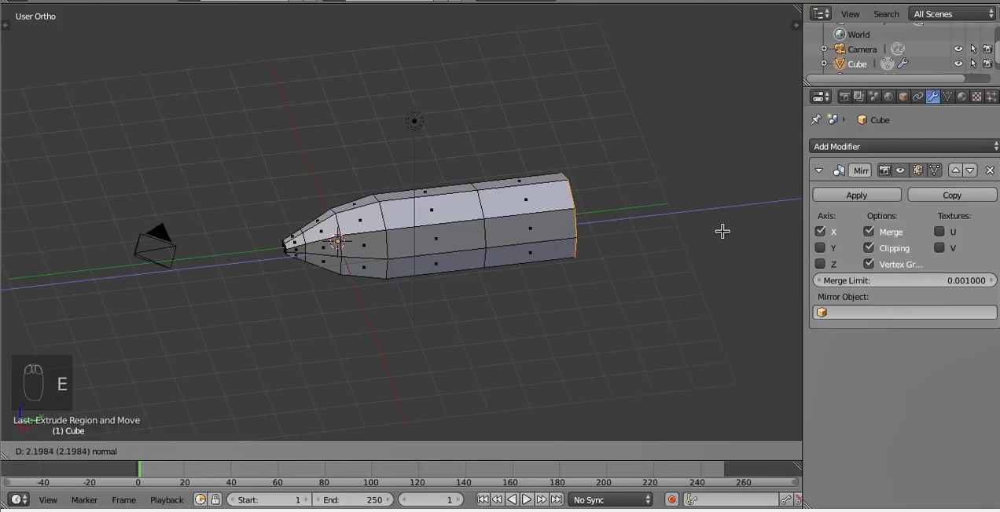 User Ortho
View Search All Scenes
World
Camera
Cube
Cube
Add Modifier
Mirr
Apply Copy
Axis: Options: Textures:
X Merge U
Y Clipping V
Z Vertex Gr...
Merge Limit: 0.001000
Mirror Object:
E
Last: Extrude Region and Move
(1) Cube
D: 2.1984 (2.1984) normal
-40 -20 0 20 40 60 80 100 120 140 160 180 200 220 240 260
View Marker Frame Playback Start: 1 End: 250 1 No Sync